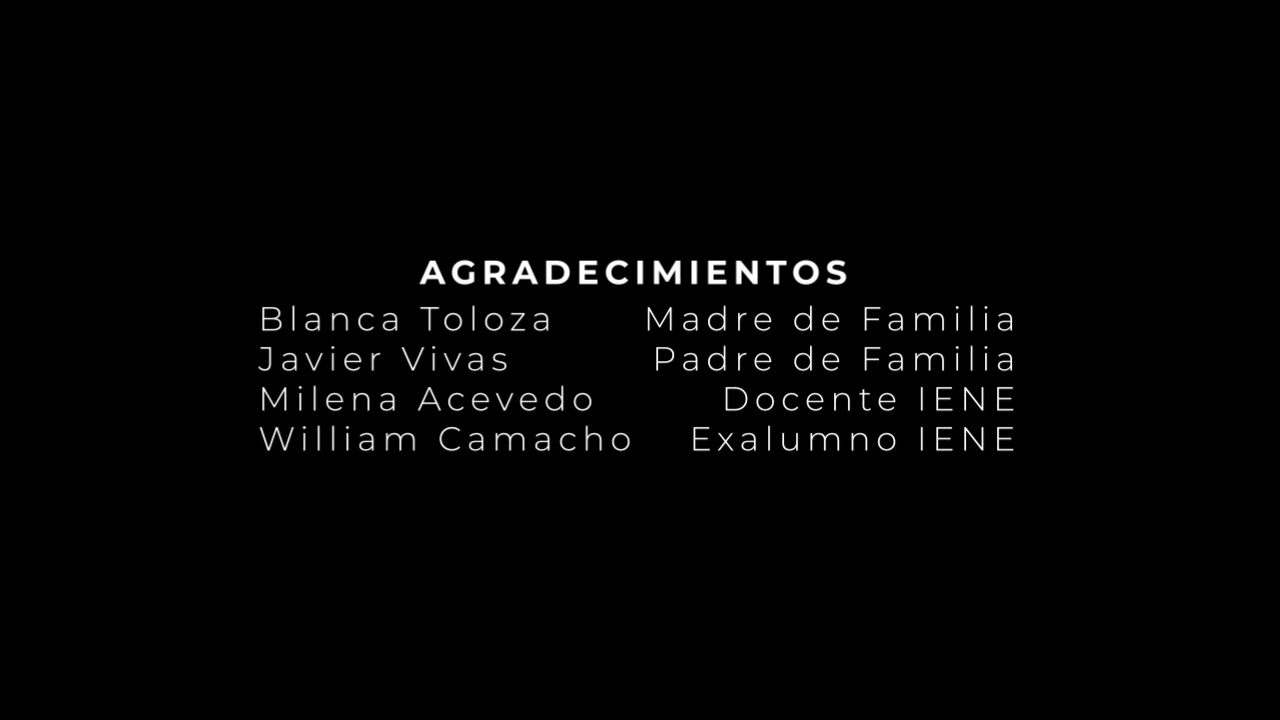 AGRADECIMIENTOS
Blanca Toloza Madre de Familia
Javier Vivas Padre de Familia
Milena Acevedo Docente IENE
William Camacho Exalumno IENE